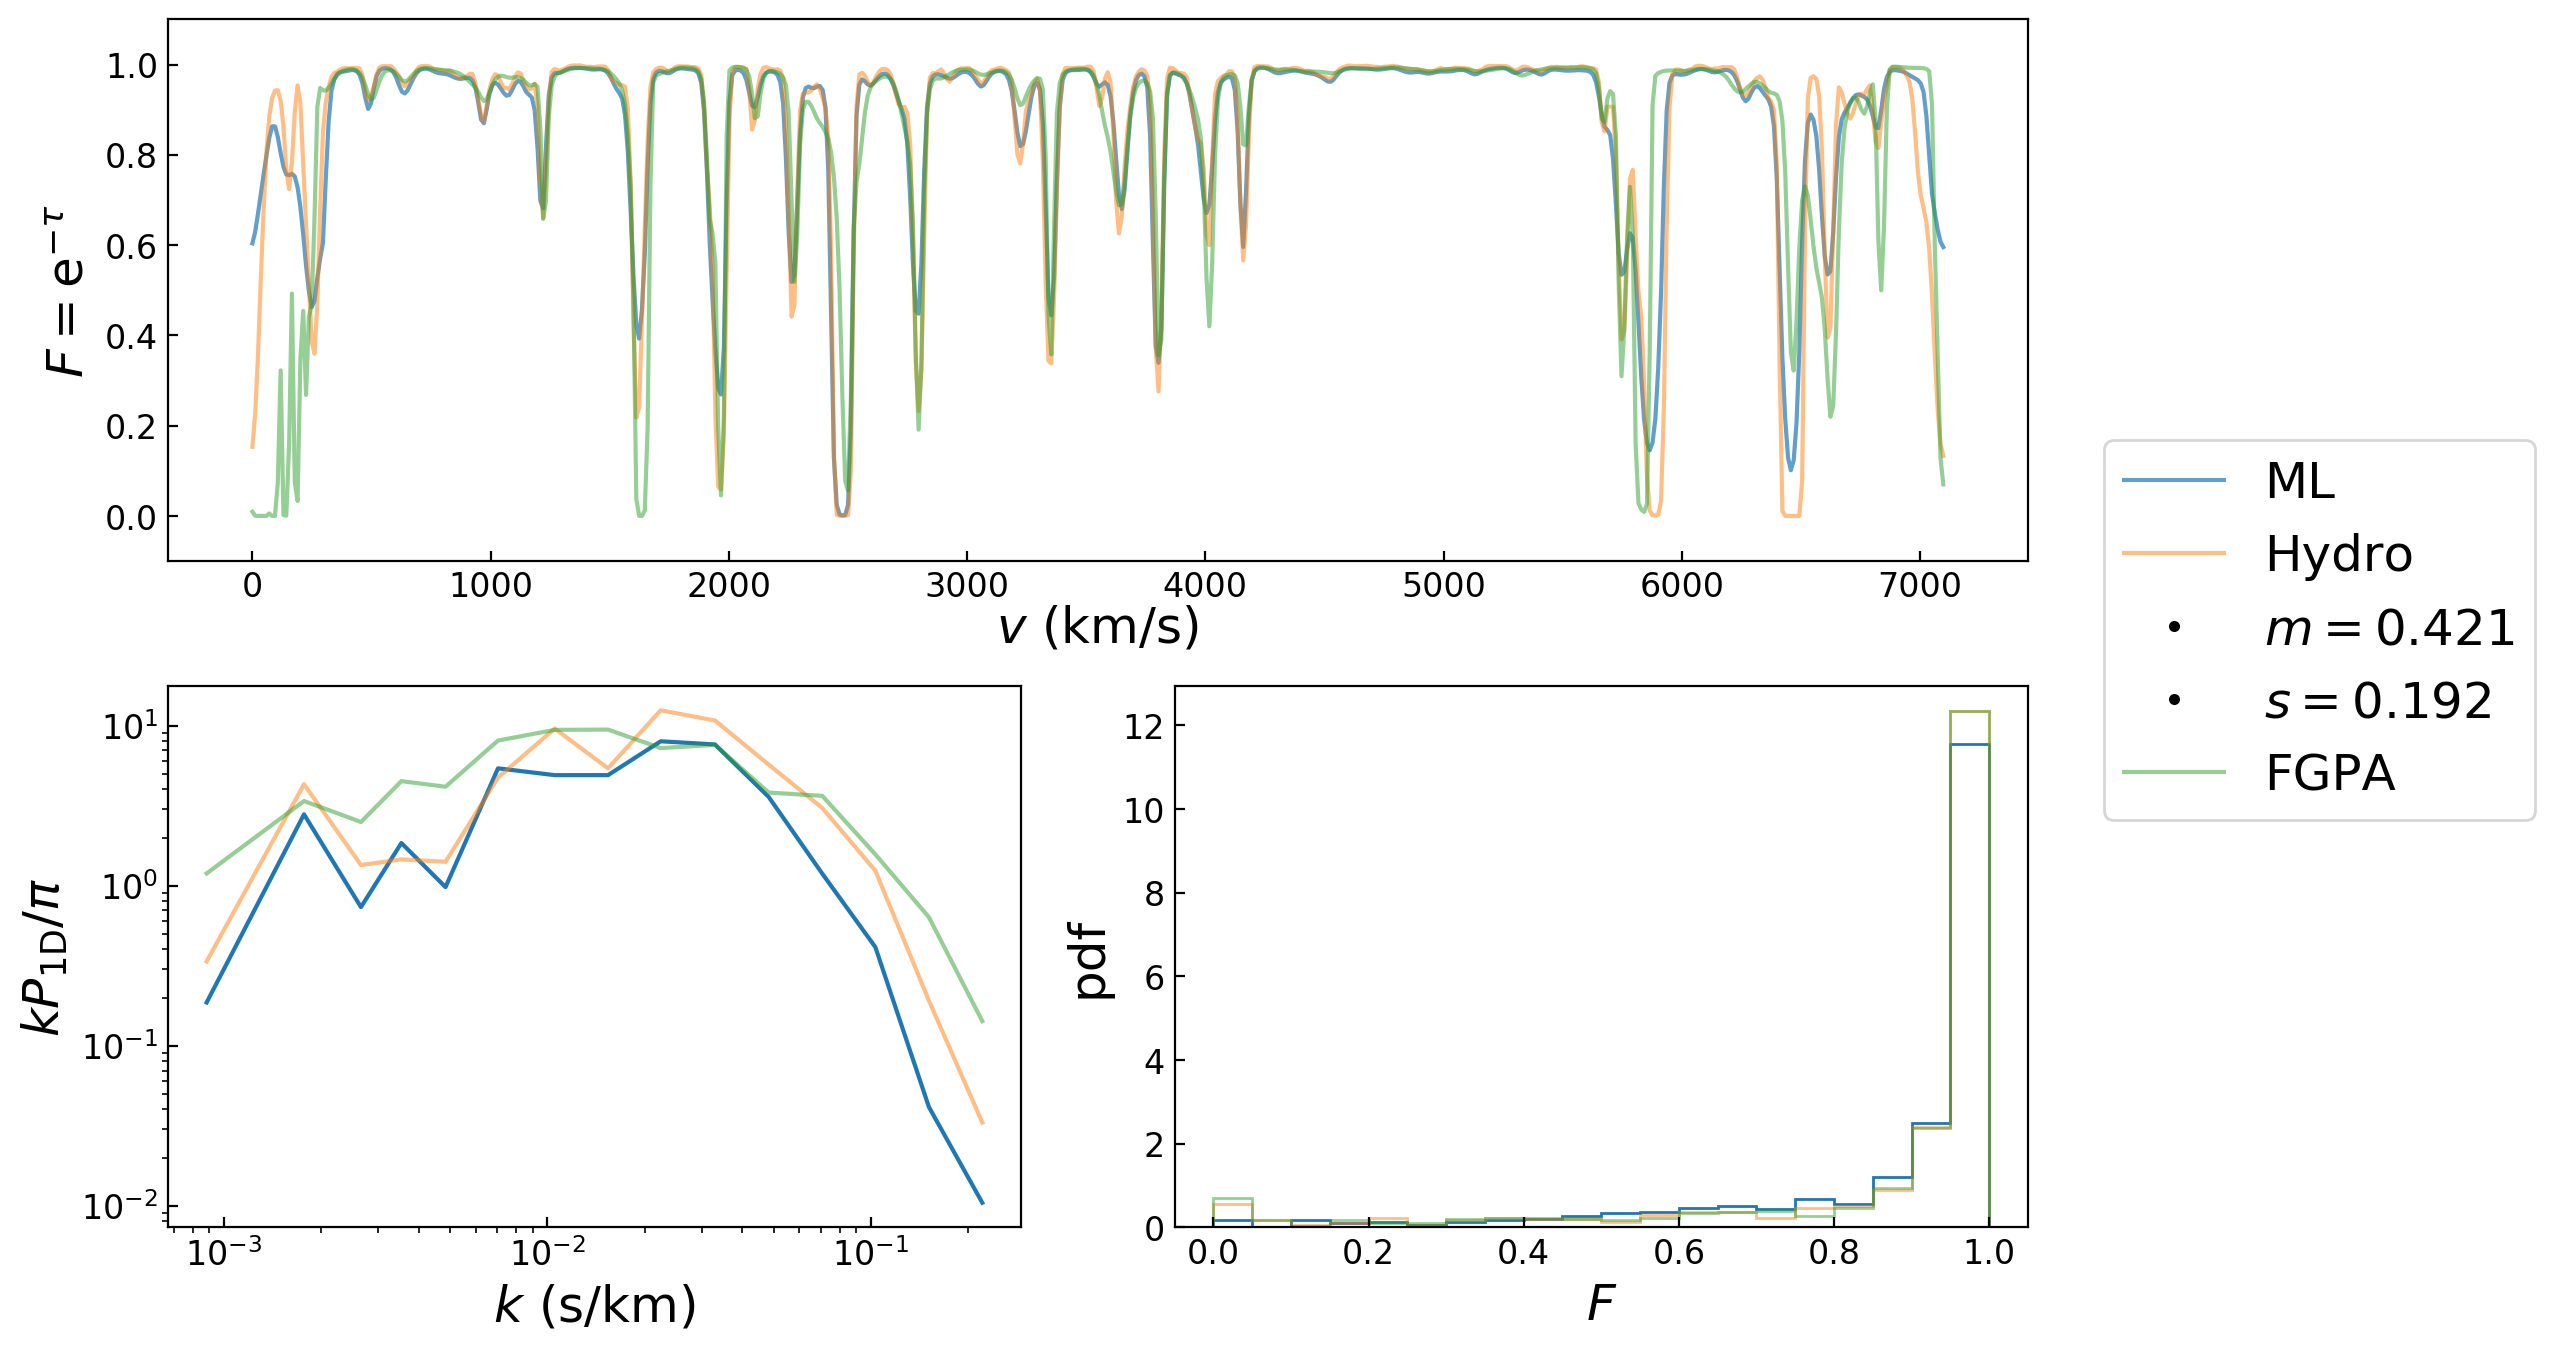 1.0
0.8
0.6
0.4
0.2
0.0
F = e^{−τ}
0 1000 2000 3000 4000 5000 6000 7000
v (km/s)
ML
Hydro
m = 0.421
s = 0.192
FGPA
10^1
10^0
10^{−1}
10^{−2}
kP_{1D}/π
10^{−3} 10^{−2} 10^{−1}
k (s/km)
12
10
8
6
4
2
0
pdf
0.0 0.2 0.4 0.6 0.8 1.0
F